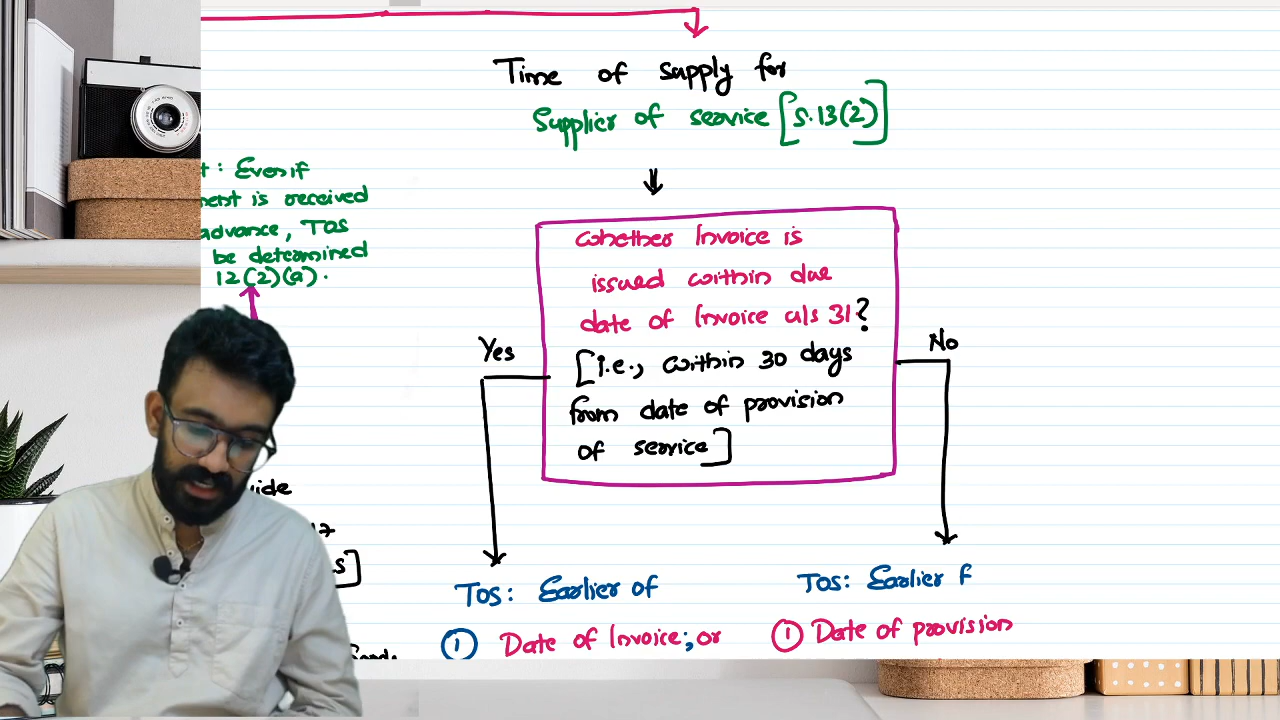 Time of supply for
Supplier of service [S.13(2)]
t: Even if
ment is received
advance, TOS
be determined
12(2)(a).
Whether Invoice is
issued within due
date of Invoice u/s 31?
[i.e., within 30 days
from date of provision
of service]
Yes
No
TOS: Earlier of
① Date of Invoice; or
TOS: Earlier f
① Date of provision
ide
17
s]